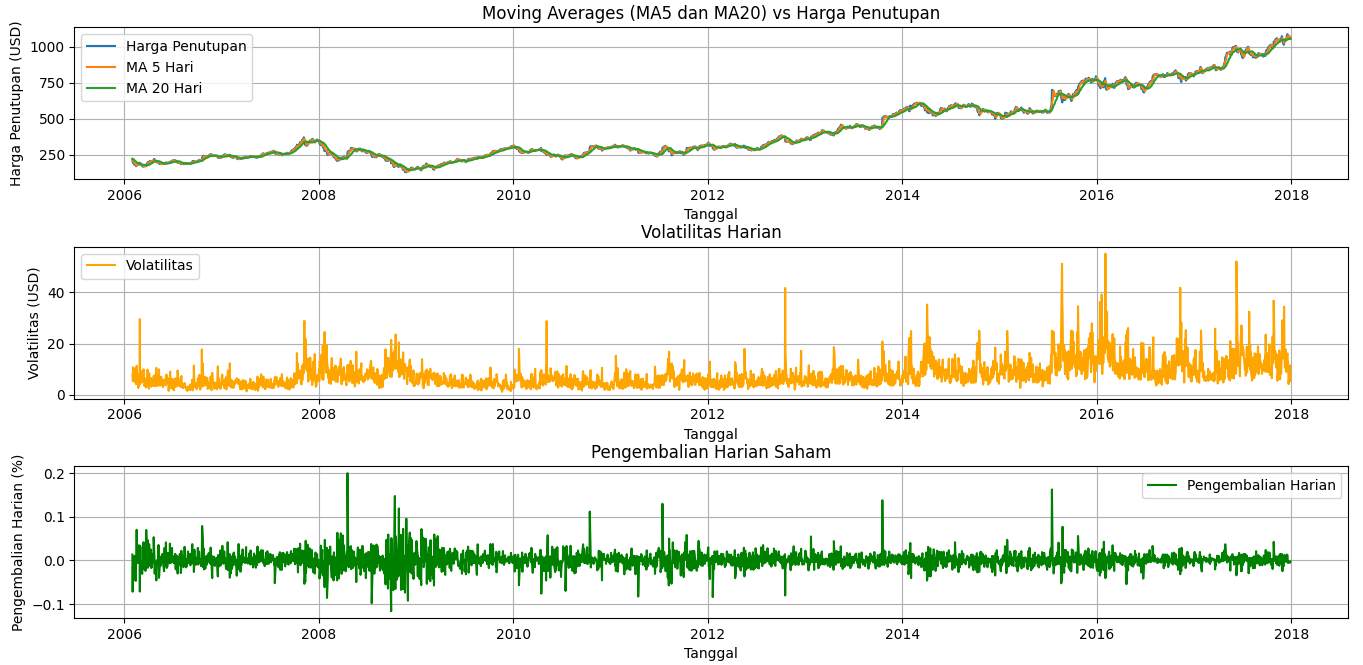 Moving Averages (MA5 dan MA20) vs Harga Penutupan
Harga Penutupan (USD)
1000
750
500
250
Harga Penutupan
MA 5 Hari
MA 20 Hari
2006 2008 2010 2012 2014 2016 2018
Tanggal
Volatilitas Harian
Volatilitas (USD)
40
20
0
Volatilitas
2006 2008 2010 2012 2014 2016 2018
Tanggal
Pengembalian Harian Saham
Pengembalian Harian (%)
0.2
0.1
0.0
−0.1
Pengembalian Harian
2006 2008 2010 2012 2014 2016 2018
Tanggal